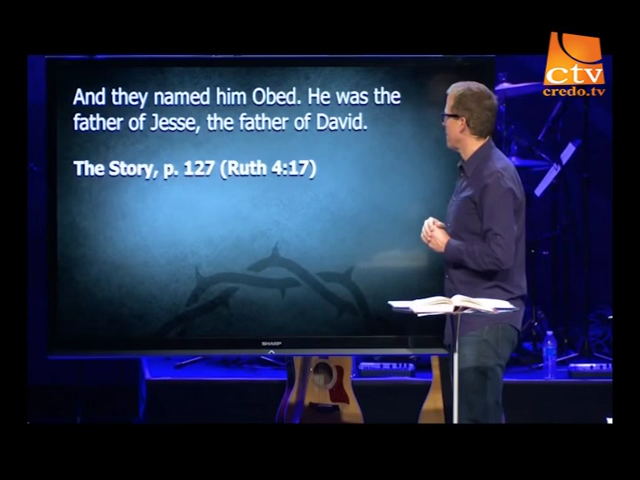 And they named him Obed. He was the
father of Jesse, the father of David.
The Story, p. 127 (Ruth 4:17)
SHARP
ctv
credo.tv